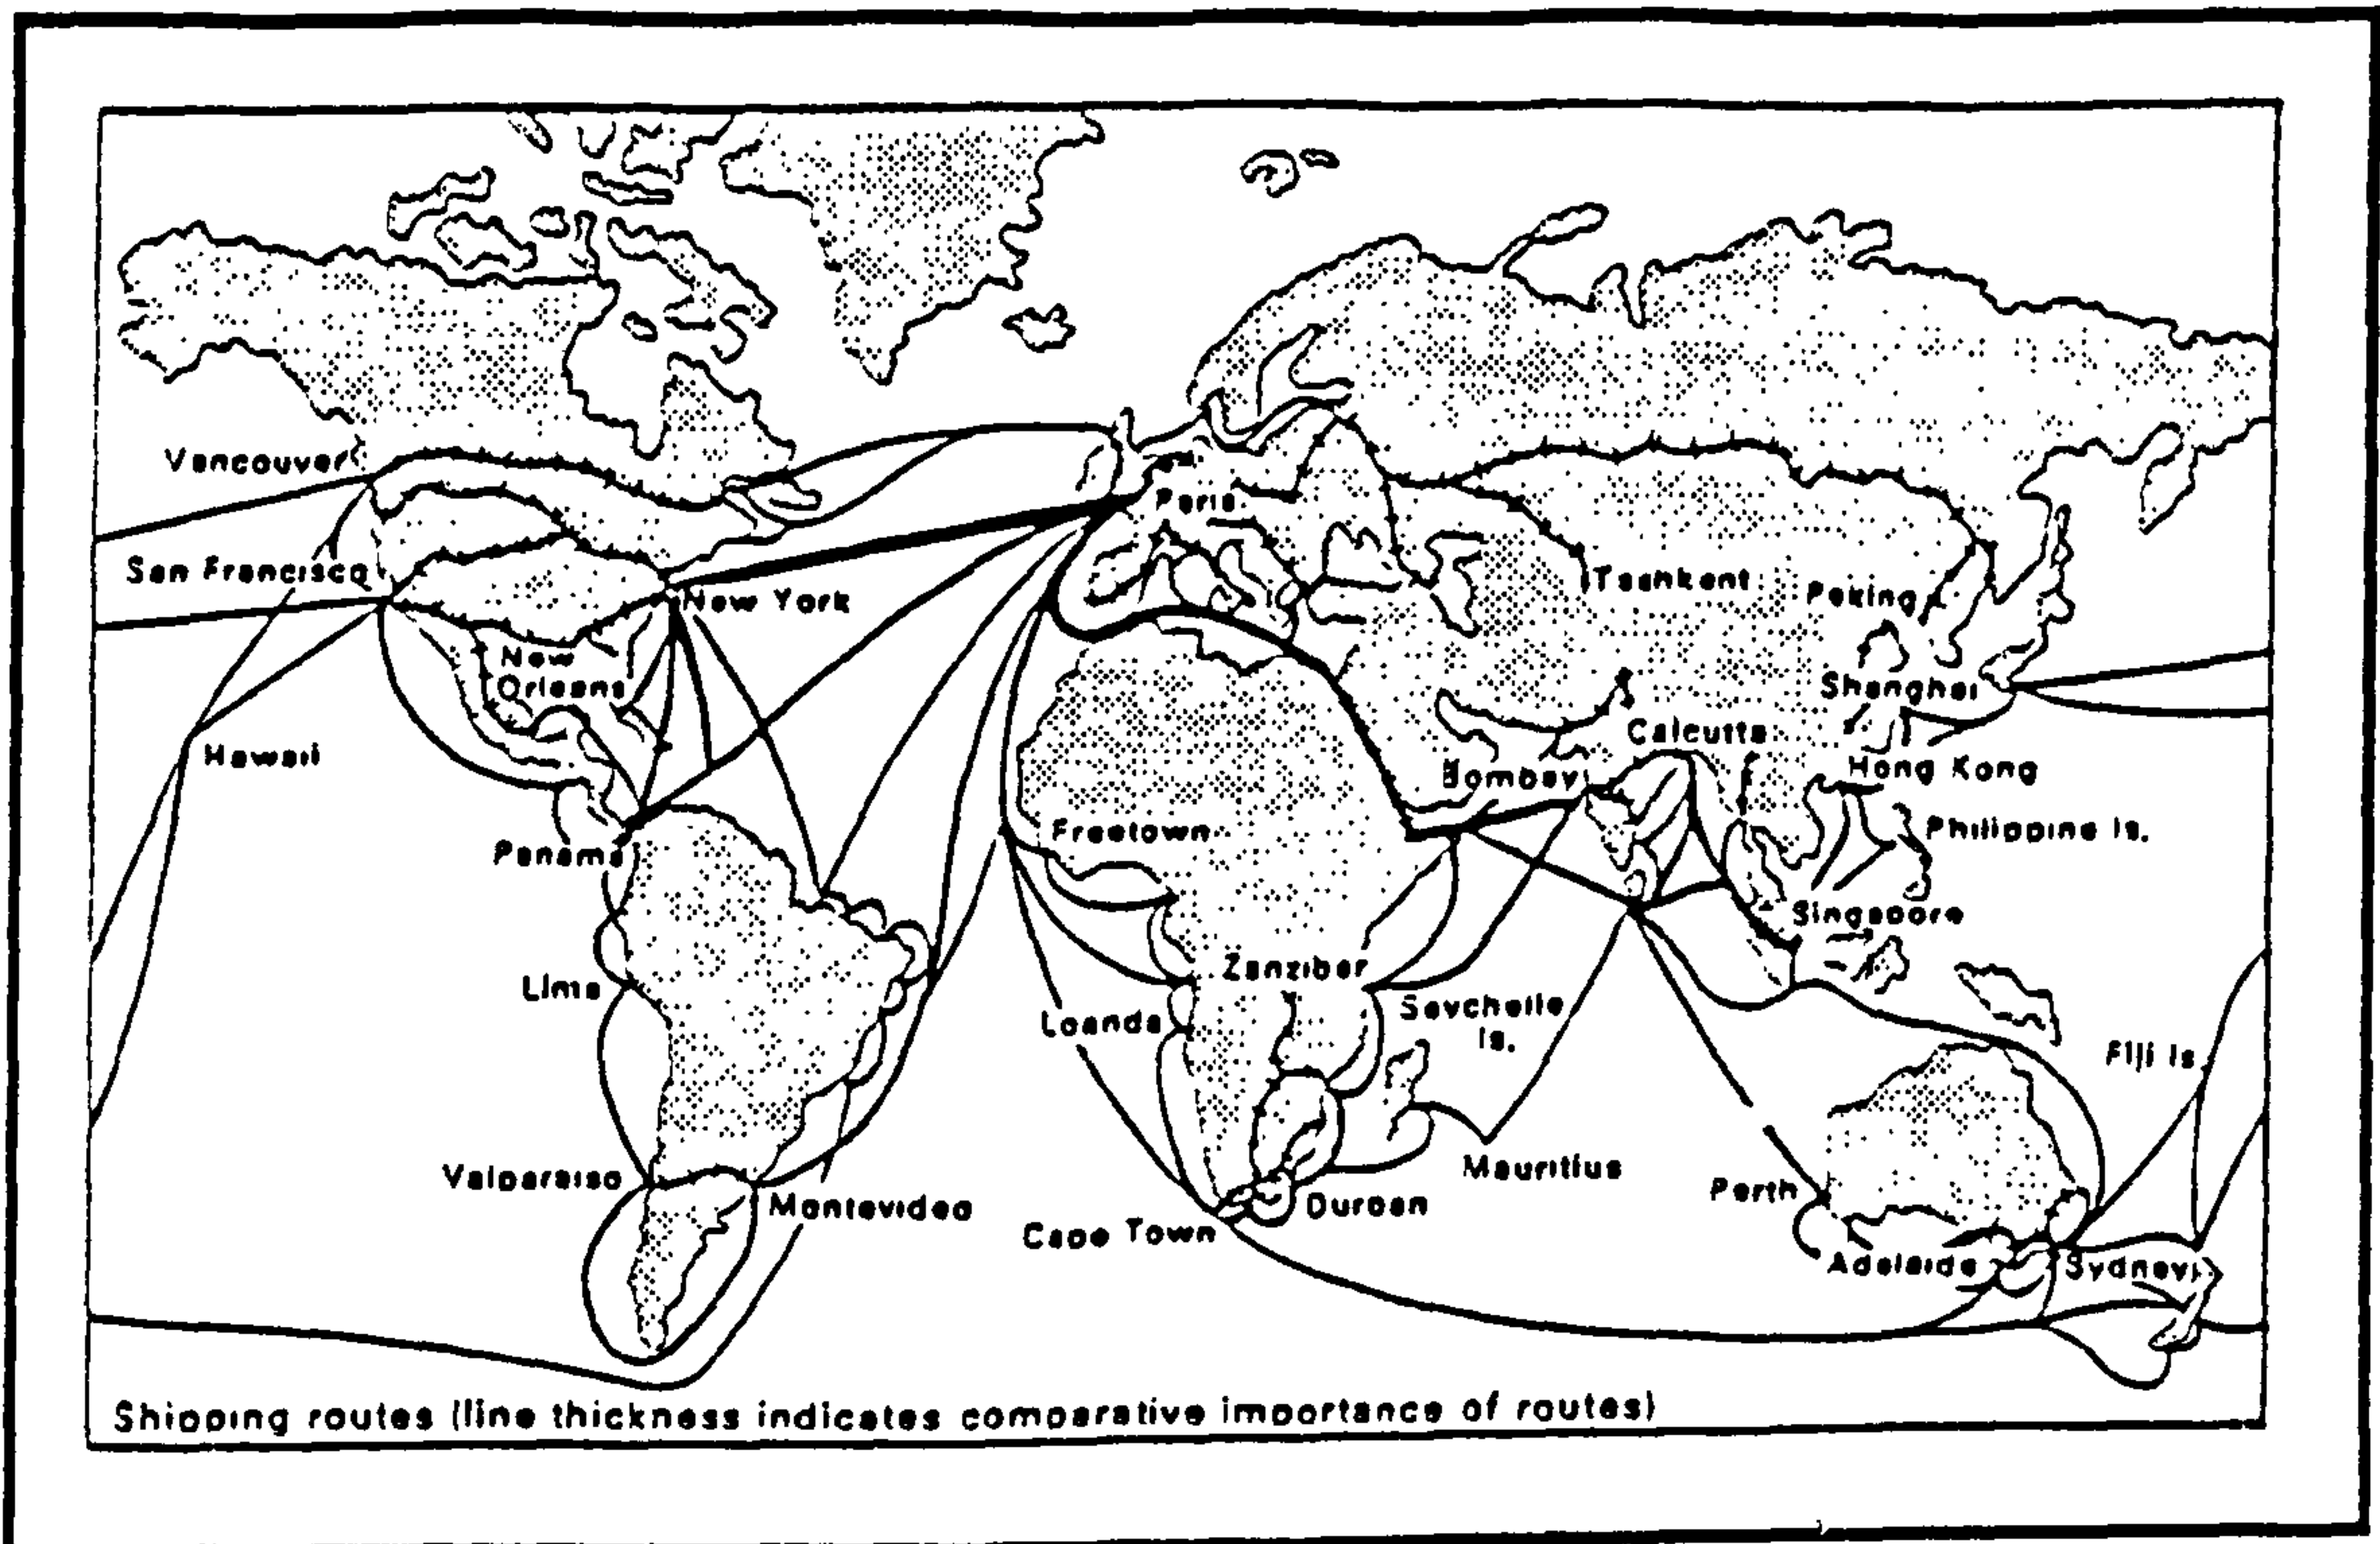 Vancouver
San Francisco
New York
New
Orleans
Hawaii
Panama
Lima
Valparaiso
Montevideo
Paris
Freetown
Loanda
Cape Town
Zanzibar
Seychelle
Is.
Mauritius
Durban
Tashkent
Peking
Shanghai
Calcutta
Bombay
Hong Kong
Philippine Is.
Singapore
Fiji Is.
Perth
Adelaide
Sydney
Shipping routes (line thickness indicates comparative importance of routes)